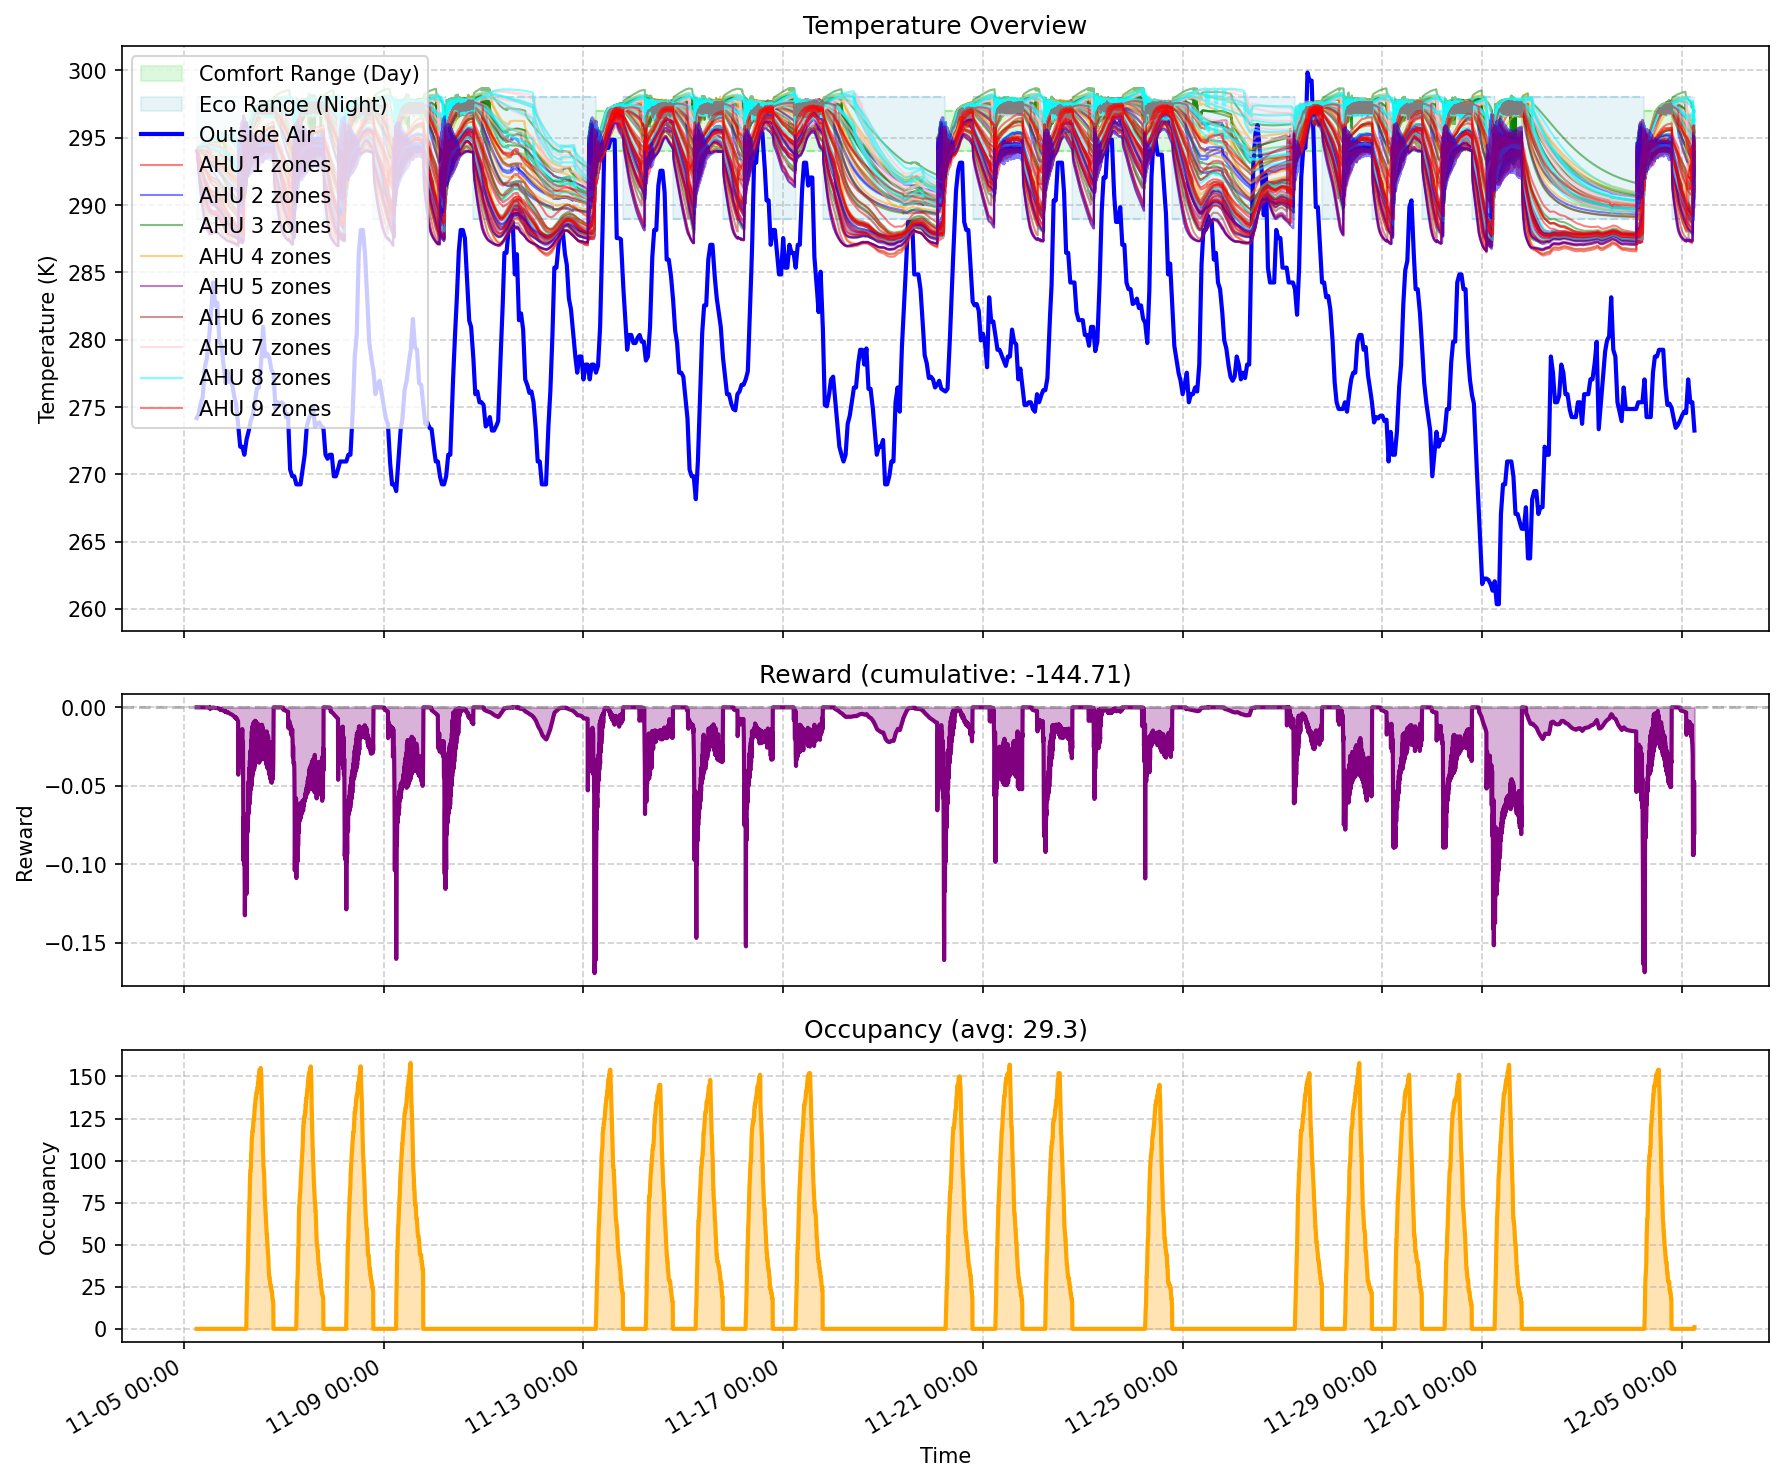 Temperature Overview
Temperature (K)
300
295
290
285
280
275
270
265
260
Comfort Range (Day)
Eco Range (Night)
Outside Air
AHU 1 zones
AHU 2 zones
AHU 3 zones
AHU 4 zones
AHU 5 zones
AHU 6 zones
AHU 7 zones
AHU 8 zones
AHU 9 zones
Reward (cumulative: -144.71)
Reward
0.00
−0.05
−0.10
−0.15
Occupancy (avg: 29.3)
Occupancy
150
125
100
75
50
25
0
11-05 00:00
11-09 00:00
11-13 00:00
11-17 00:00
11-21 00:00
11-25 00:00
11-29 00:00
12-01 00:00
12-05 00:00
Time